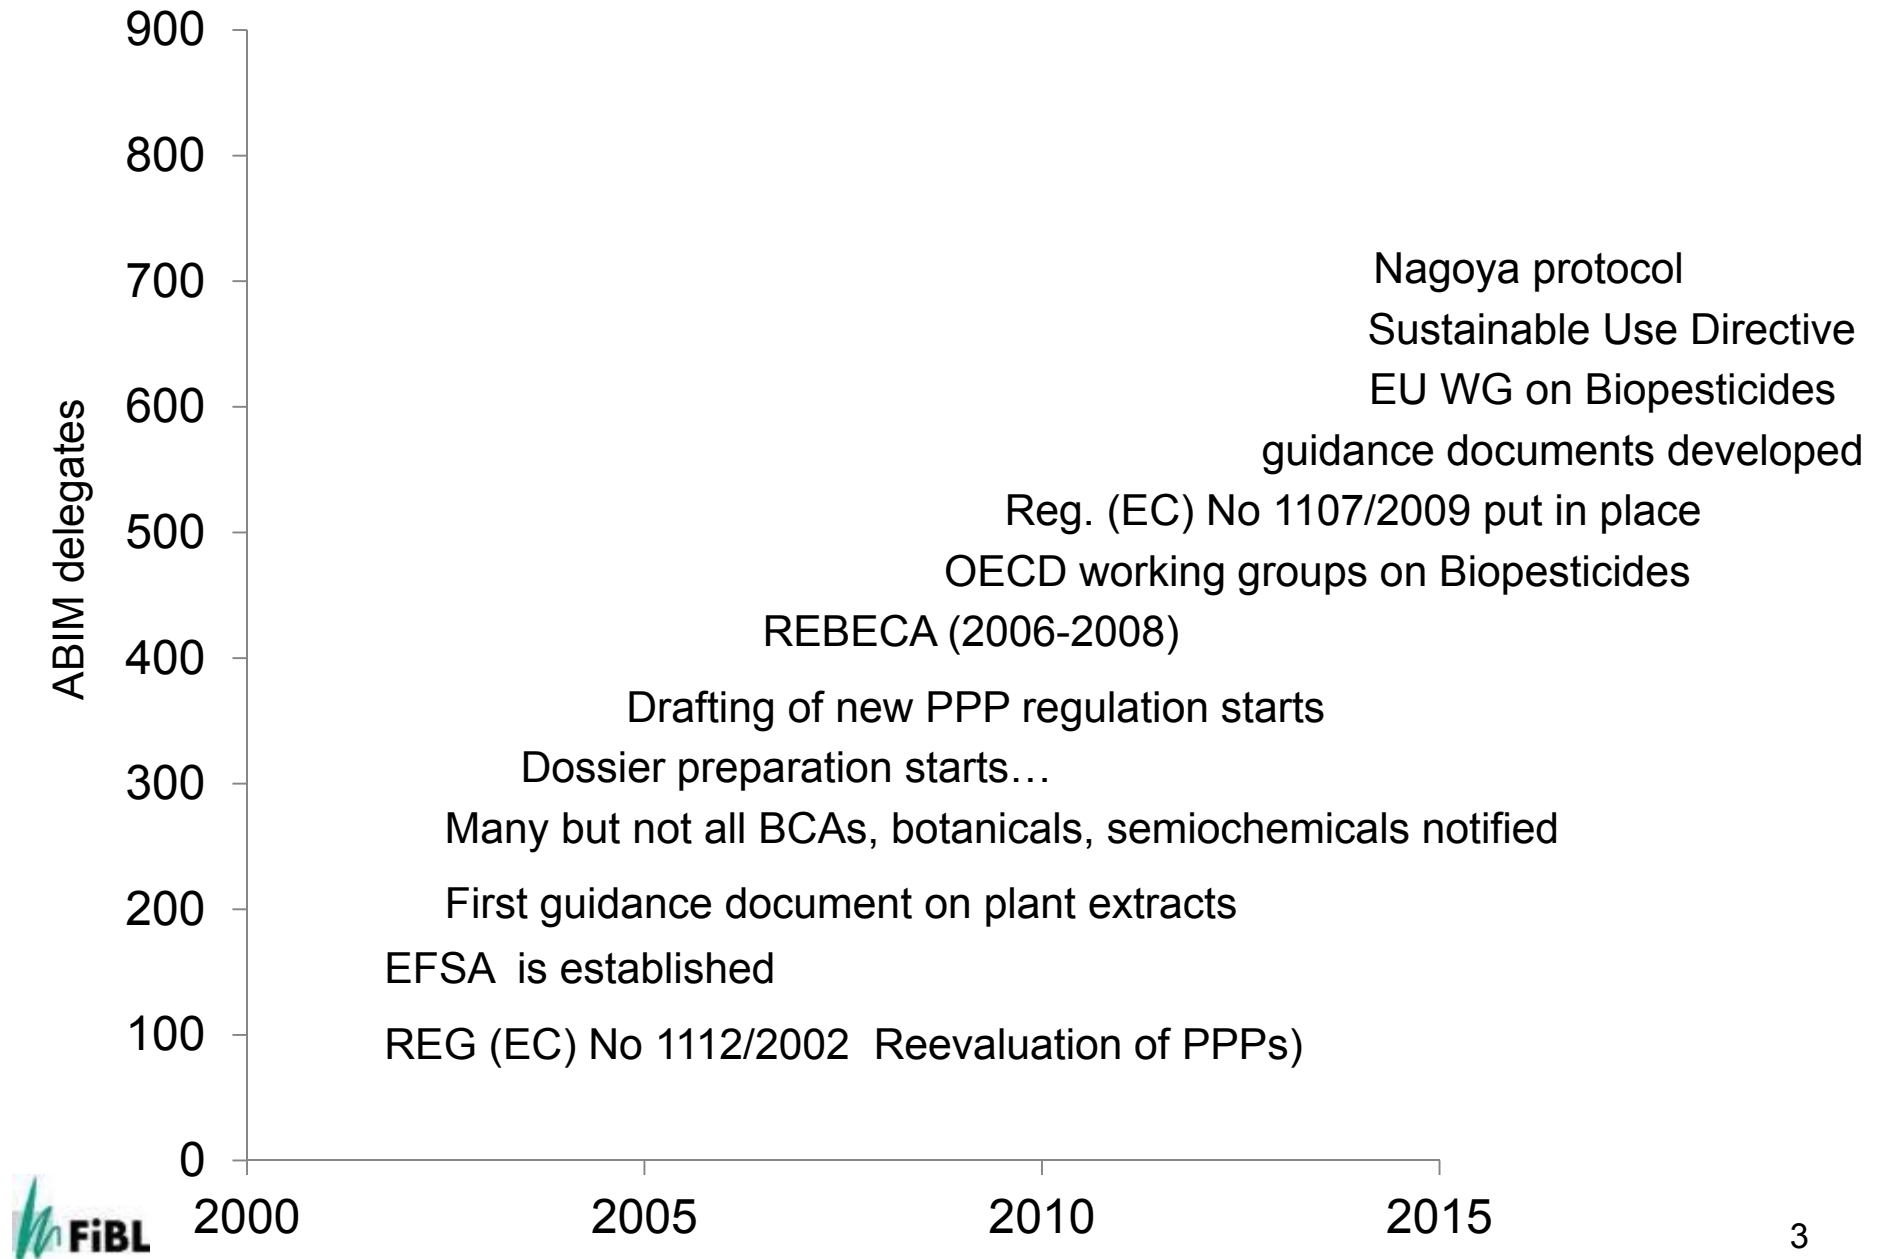 900
800
700
600
500
400
300
200
100
0
ABIM delegates
Nagoya protocol
Sustainable Use Directive
EU WG on Biopesticides
guidance documents developed
Reg. (EC) No 1107/2009 put in place
OECD working groups on Biopesticides
REBECA (2006-2008)
Drafting of new PPP regulation starts
Dossier preparation starts…
Many but not all BCAs, botanicals, semiochemicals notified
First guidance document on plant extracts
EFSA  is established
REG (EC) No 1112/2002  Reevaluation of PPPs)
2000 2005 2010 2015
FiBL
3